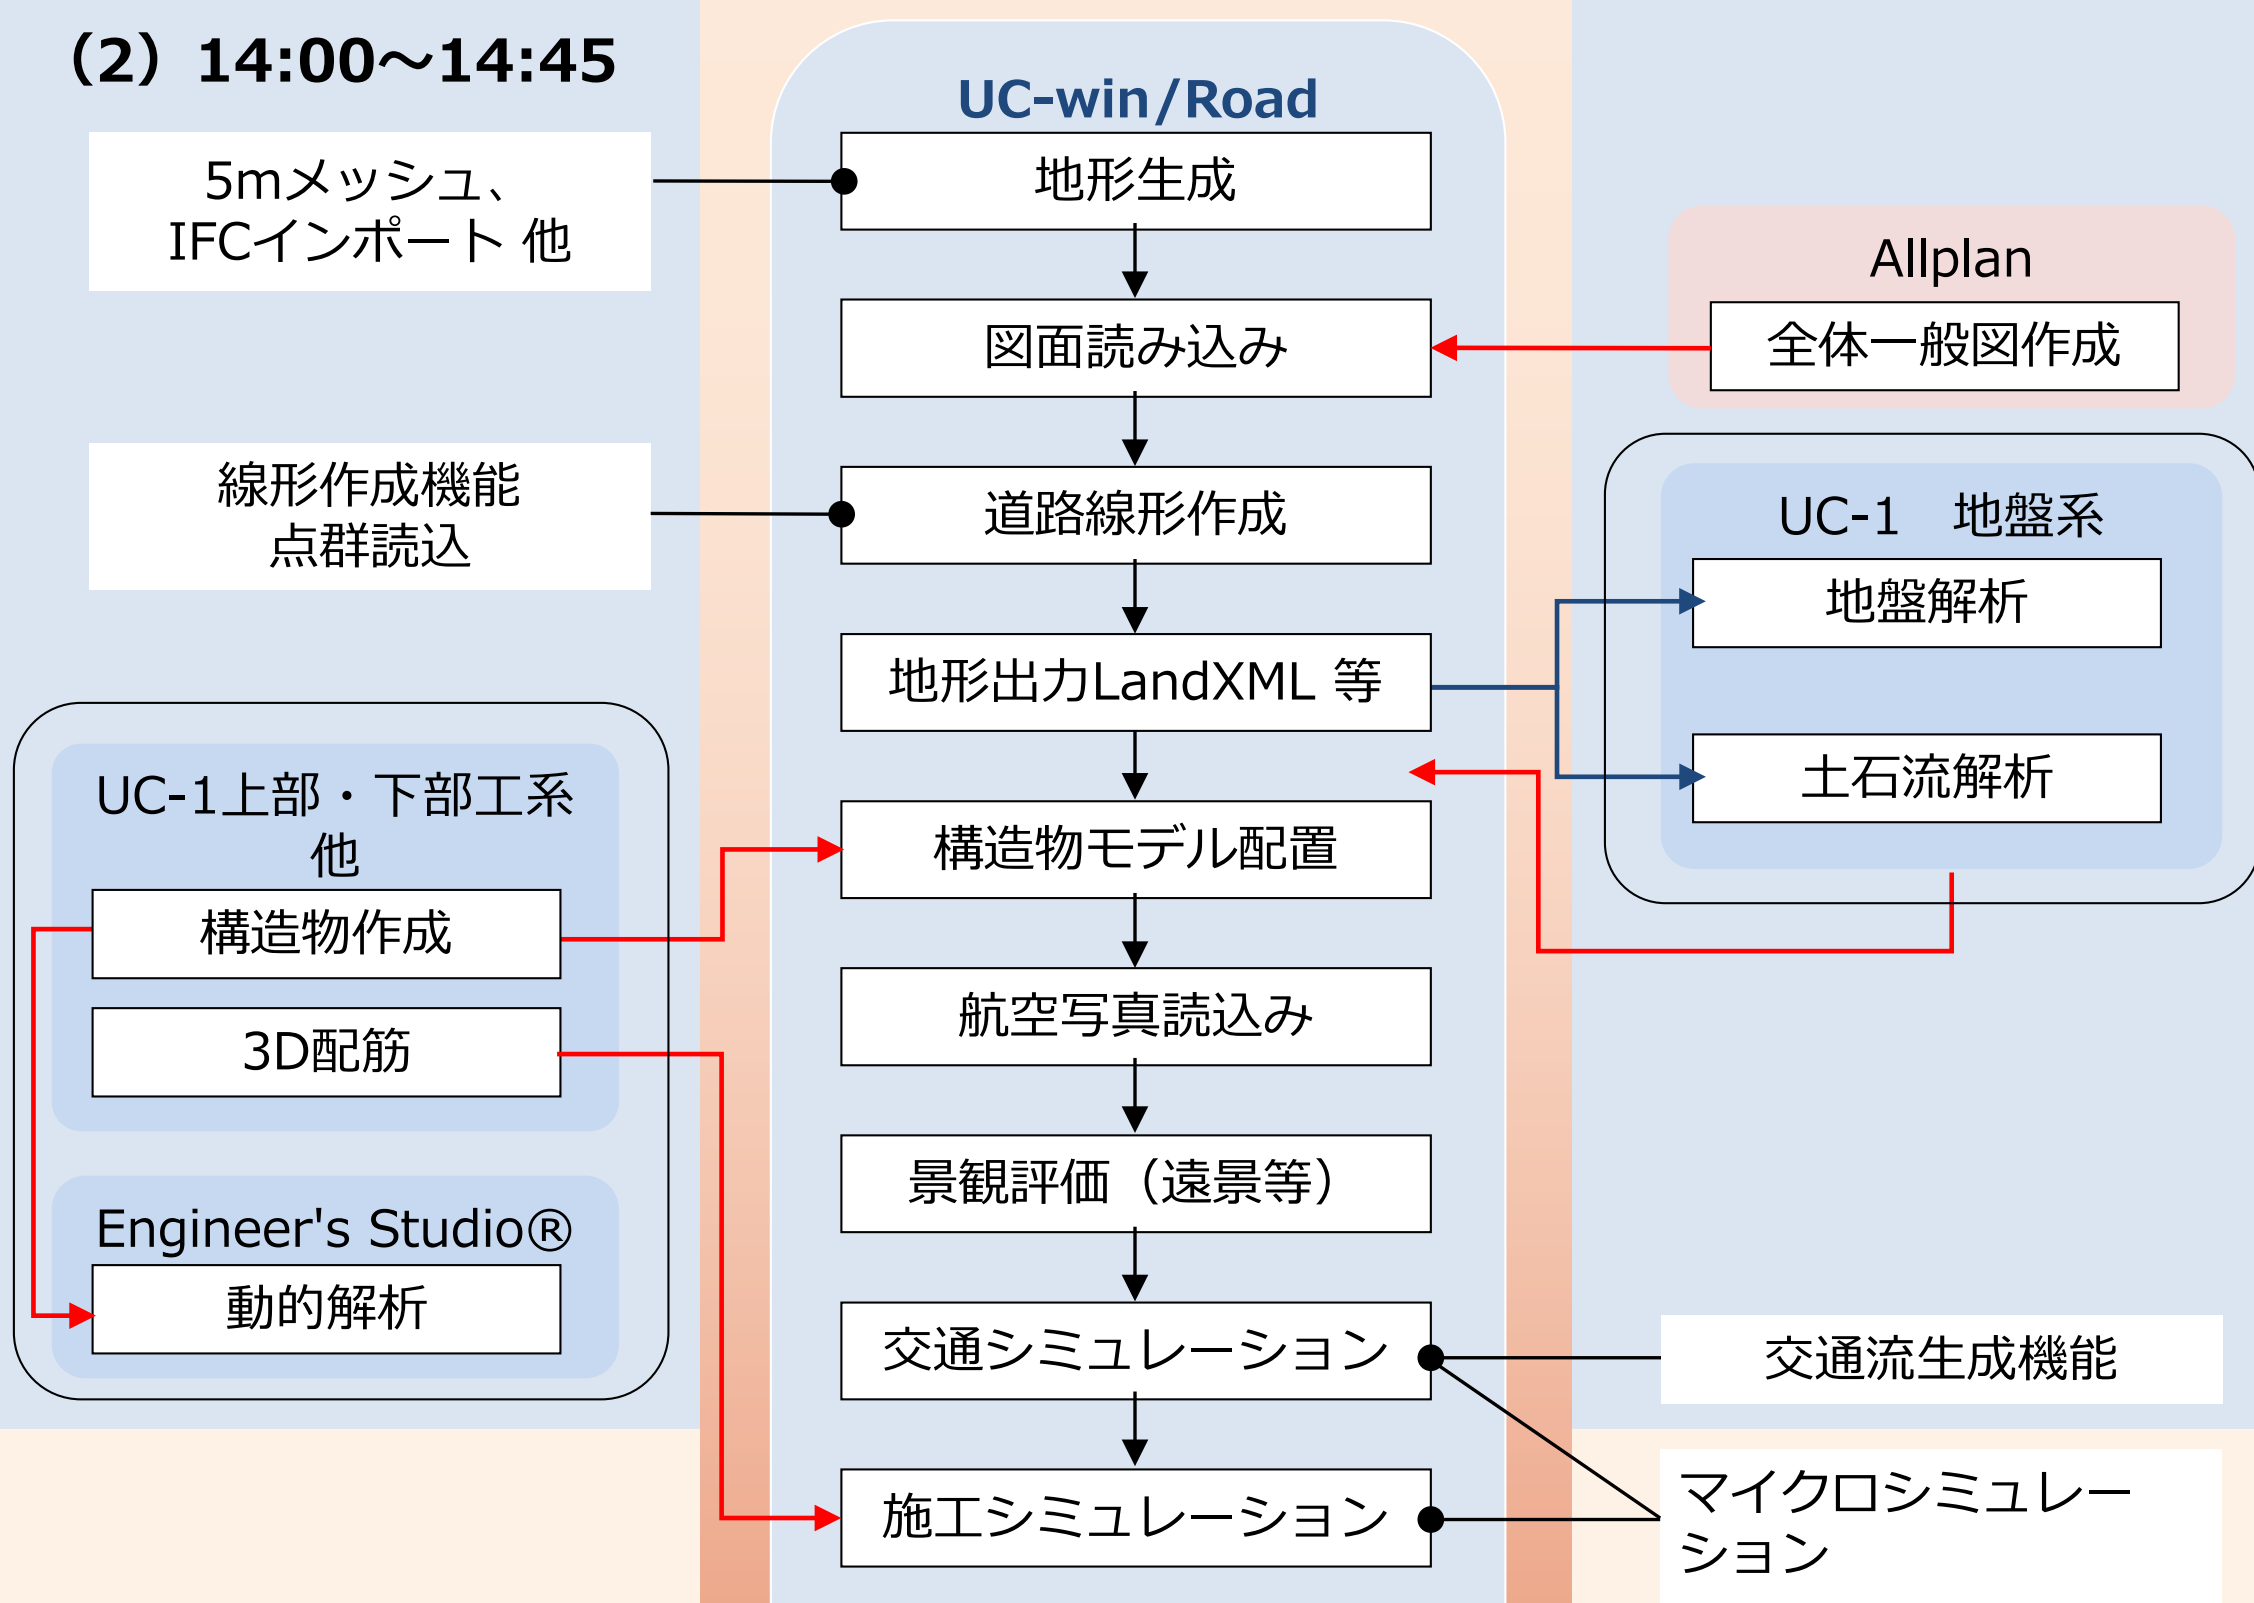 （2）14:00～14:45
UC-win/Road
5mメッシュ、
IFCインポート 他
地形生成
図面読み込み
Allplan
全体一般図作成
線形作成機能
点群読込
道路線形作成
UC-1　地盤系
地盤解析
地形出力LandXML 等
土石流解析
UC-1上部・下部工系
他
構造物作成
3D配筋
構造物モデル配置
航空写真読込み
景観評価（遠景等）
Engineer's Studio®
動的解析
交通シミュレーション
交通流生成機能
施工シミュレーション
マイクロシミュレー
ション